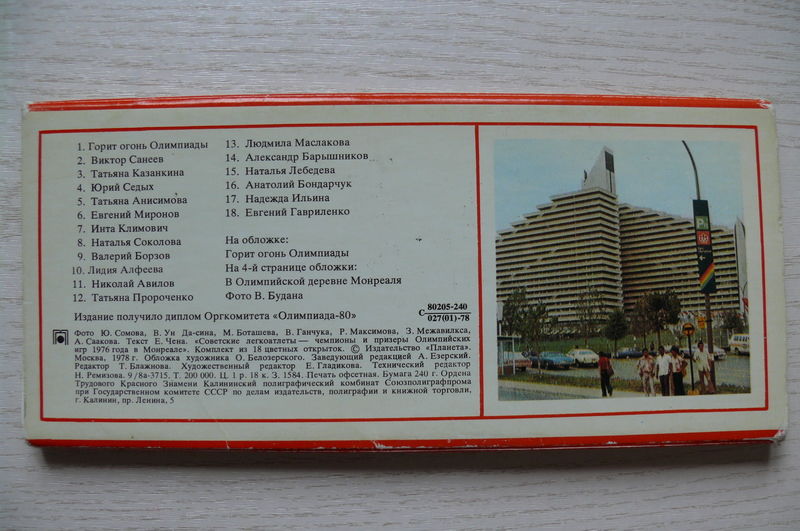 1. Горит огонь Олимпиады
2. Виктор Санеев
3. Татьяна Казанкина
4. Юрий Седых
5. Татьяна Анисимова
6. Евгений Миронов
7. Инта Климович
8. Наталья Соколова
9. Валерий Борзов
10. Лидия Алфеева
11. Николай Авилов
12. Татьяна Пророченко
13. Людмила Маслакова
14. Александр Барышников
15. Наталья Лебедева
16. Анатолий Бондарчук
17. Надежда Ильина
18. Евгений Гавриленко
На обложке:
Горит огонь Олимпиады
На 4-й странице обложки:
В Олимпийской деревне Монреаля
Фото В. Будана
Издание получило диплом Оргкомитета «Олимпиада-80»
С 80205-240
027(01)-78
Фото Ю. Сомова, В. Ун Да-сина, М. Боташева, В. Ганчука, Р. Максимова, З. Межавилкса,
А. Саакова. Текст Е. Чена. «Советские легкоатлеты — чемпионы и призеры Олимпийских
игр 1976 года в Монреале». Комплект из 18 цветных открыток. © Издательство «Планета».
Москва, 1978 г. Обложка художника О. Белозерского. Заведующий редакцией А. Езерский.
Редактор Т. Блажнова. Художественный редактор Е. Гладикова. Технический редактор
Н. Ремизова. 9/8а-3715. Т. 200 000. Ц. 1 р. 18 к. З. 1584. Печать офсетная. Бумага 240 г. Ордена
Трудового Красного Знамени Калининский полиграфический комбинат Союзполиграфпрома
при Государственном комитете СССР по делам издательств, полиграфии и книжной торговли,
г. Калинин, пр. Ленина, 5